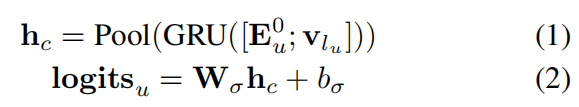 h_c = Pool(GRU([E_u^0; v_{l_u}])) (1)
logits_u = W_σ h_c + b_σ (2)